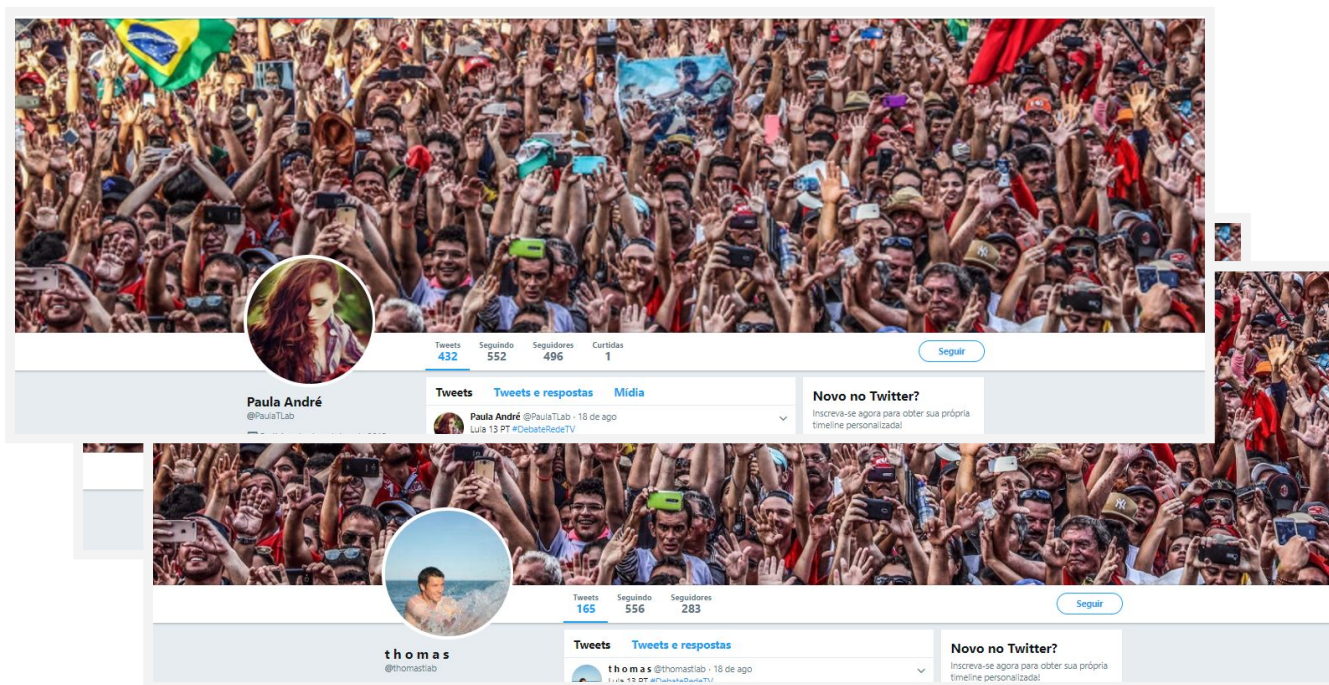 Tweets Seguindo Seguidores Curtidas
432 552 496 1
Seguir
Paula André
@PaulaTLab
Tweets Tweets e respostas Mídia
Paula André @PaulaTLab · 18 de ago
Lula 13 PT #DebateRedeTV
Novo no Twitter?
Inscreva-se agora para obter sua própria
timeline personalizada!
Tweets Seguindo Seguidores
165 556 283
Seguir
t h o m a s
@thomastlab
Tweets Tweets e respostas
t h o m a s @thomastlab · 18 de ago
Lula 13 PT #DebateRedeTV
Novo no Twitter?
Inscreva-se agora para obter sua própria
timeline personalizada!